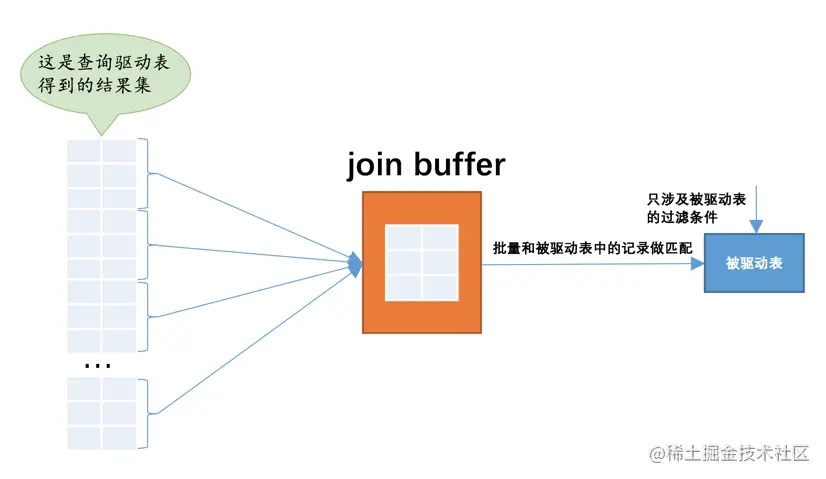 这是查询驱动表
得到的结果集
join buffer
只涉及被驱动表
的过滤条件
批量和被驱动表中的记录做匹配
被驱动表
...
@稀土掘金技术社区